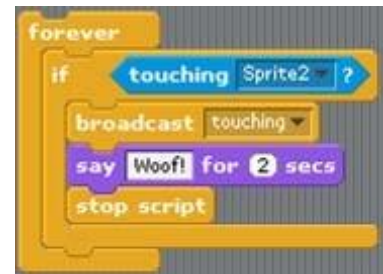 forever
if touching Sprite2 ?
broadcast touching
say Woof! for 2 secs
stop script